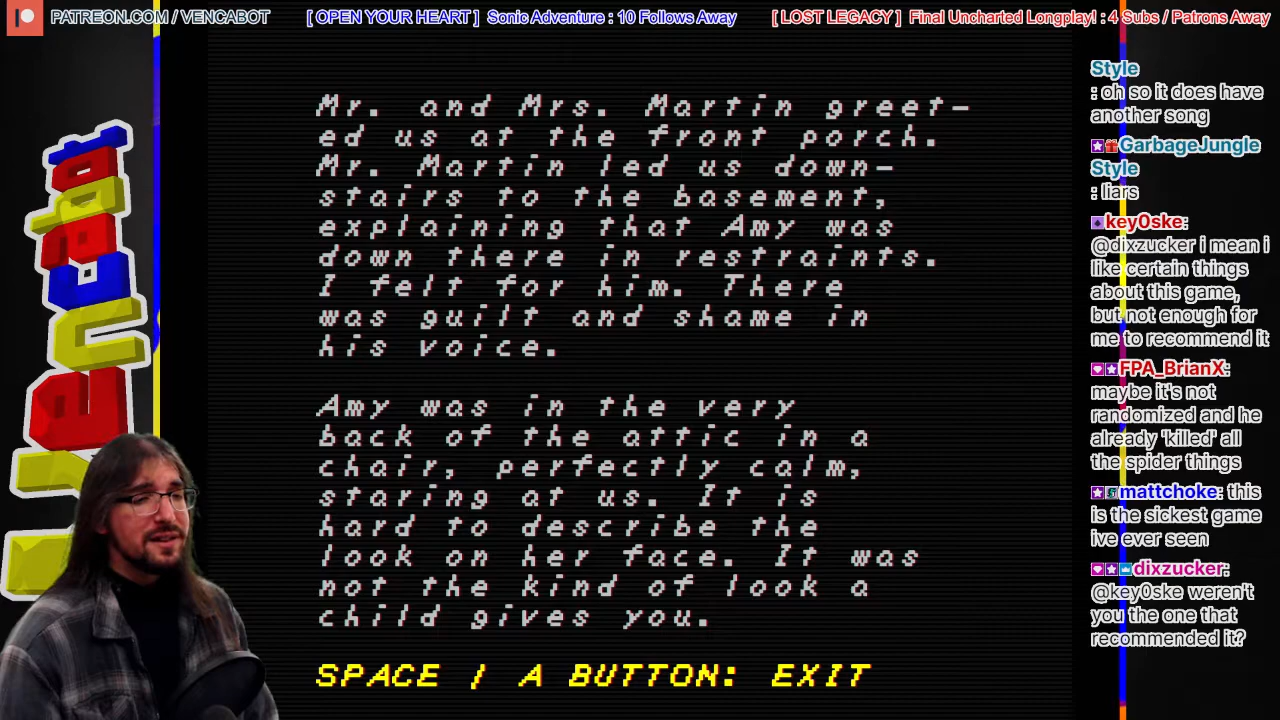 PATREON.COM / VENCABOT
[ OPEN YOUR HEART ] Sonic Adventure : 10 Follows Away
[ LOST LEGACY ] Final Uncharted Longplay! : 4 Subs / Patrons Away
Mr. and Mrs. Martin greet-
ed us at the front porch.
Mr. Martin led us down-
stairs to the basement,
explaining that Amy was
down there in restraints.
I felt for him. There
was guilt and shame in
his voice.
Amy was in the very
back of the attic in a
chair, perfectly calm,
staring at us. It is
hard to describe the
look on her face. It was
not the kind of look a
child gives you.
SPACE / A BUTTON: EXIT
Style
: oh so it does have
another song
GarbageJungle
Style
: liars
key0ske:
@dixzucker i mean i
like certain things
about this game,
but not enough for
me to recommend it
FPA_BrianX:
maybe it's not
randomized and he
already 'killed' all
the spider things
mattchoke: this
is the sickest game
ive ever seen
dixzucker:
@key0ske weren't
you the one that
recommended it?